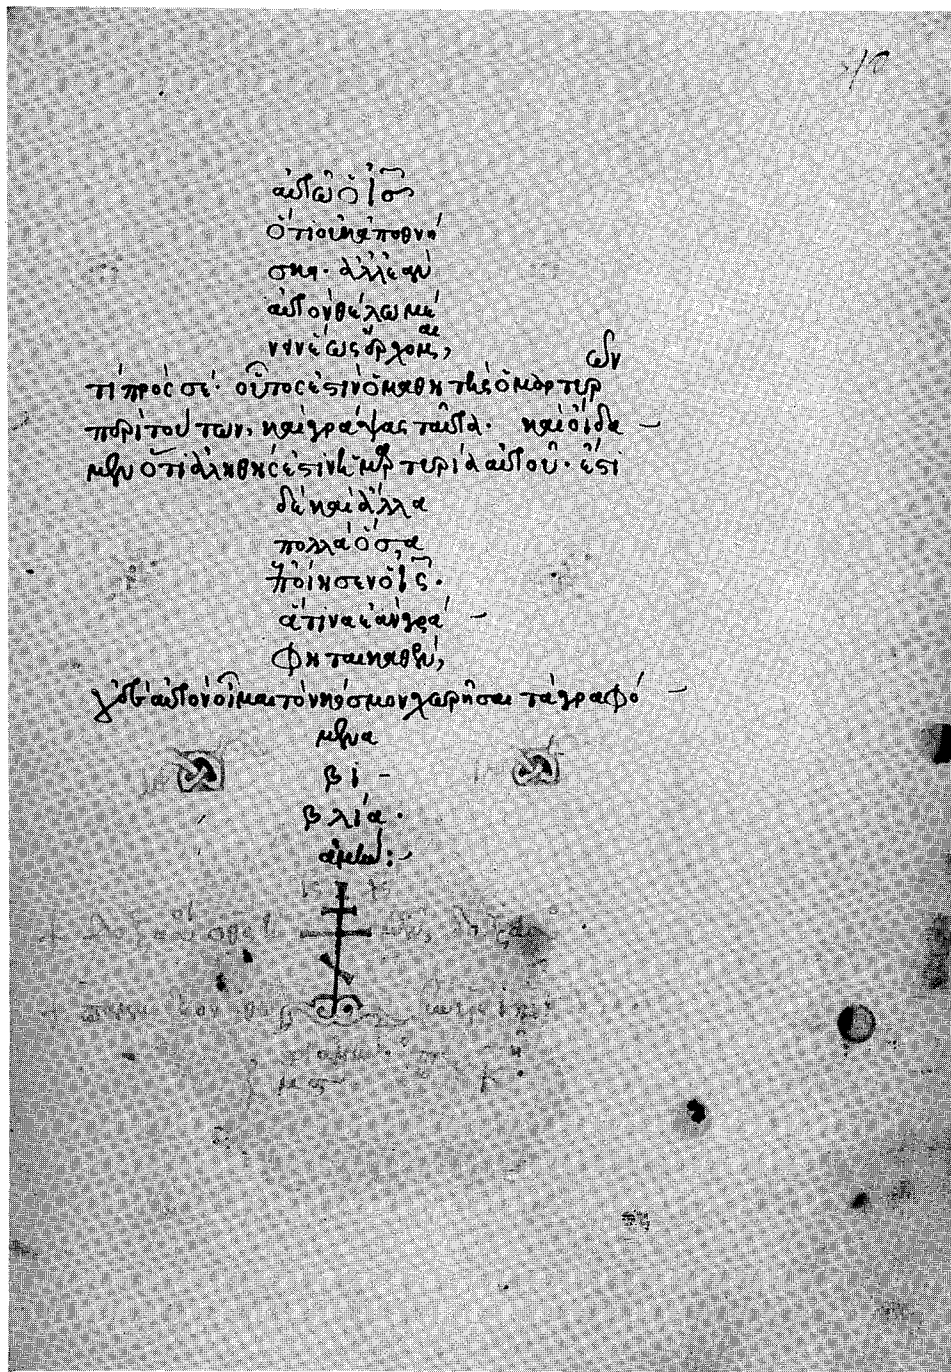 αὐτῶ ὁ ἰσ
ὅτι οὐκ ἀποθνή
σκει. ἀλλ' ἐὰν
αὐτὸν θέλω μέ
νειν ἕως ἔρχομαι,
τί πρὸς σέ. οὗτος ἐστὶν ὁ μαθητὴς ὁ μαρτυρῶν
περὶ τούτων, καὶ γράψας ταῦτα. καὶ οἴδα
μεν ὅτι ἀληθής ἐστιν ἡ μαρτυρία αὐτοῦ. ἔστι
δὲ καὶ ἄλλα
πολλὰ ὅσα
ἐποίησεν ὁ ἰς.
ἅτινα ἐὰν γρά
φηται καθ' ἕν,
οὐδὲ αὐτὸν οἶμαι τὸν κόσμον χωρῆσαι τὰ γραφό
μενα
βι
βλία.
ἀμήν: